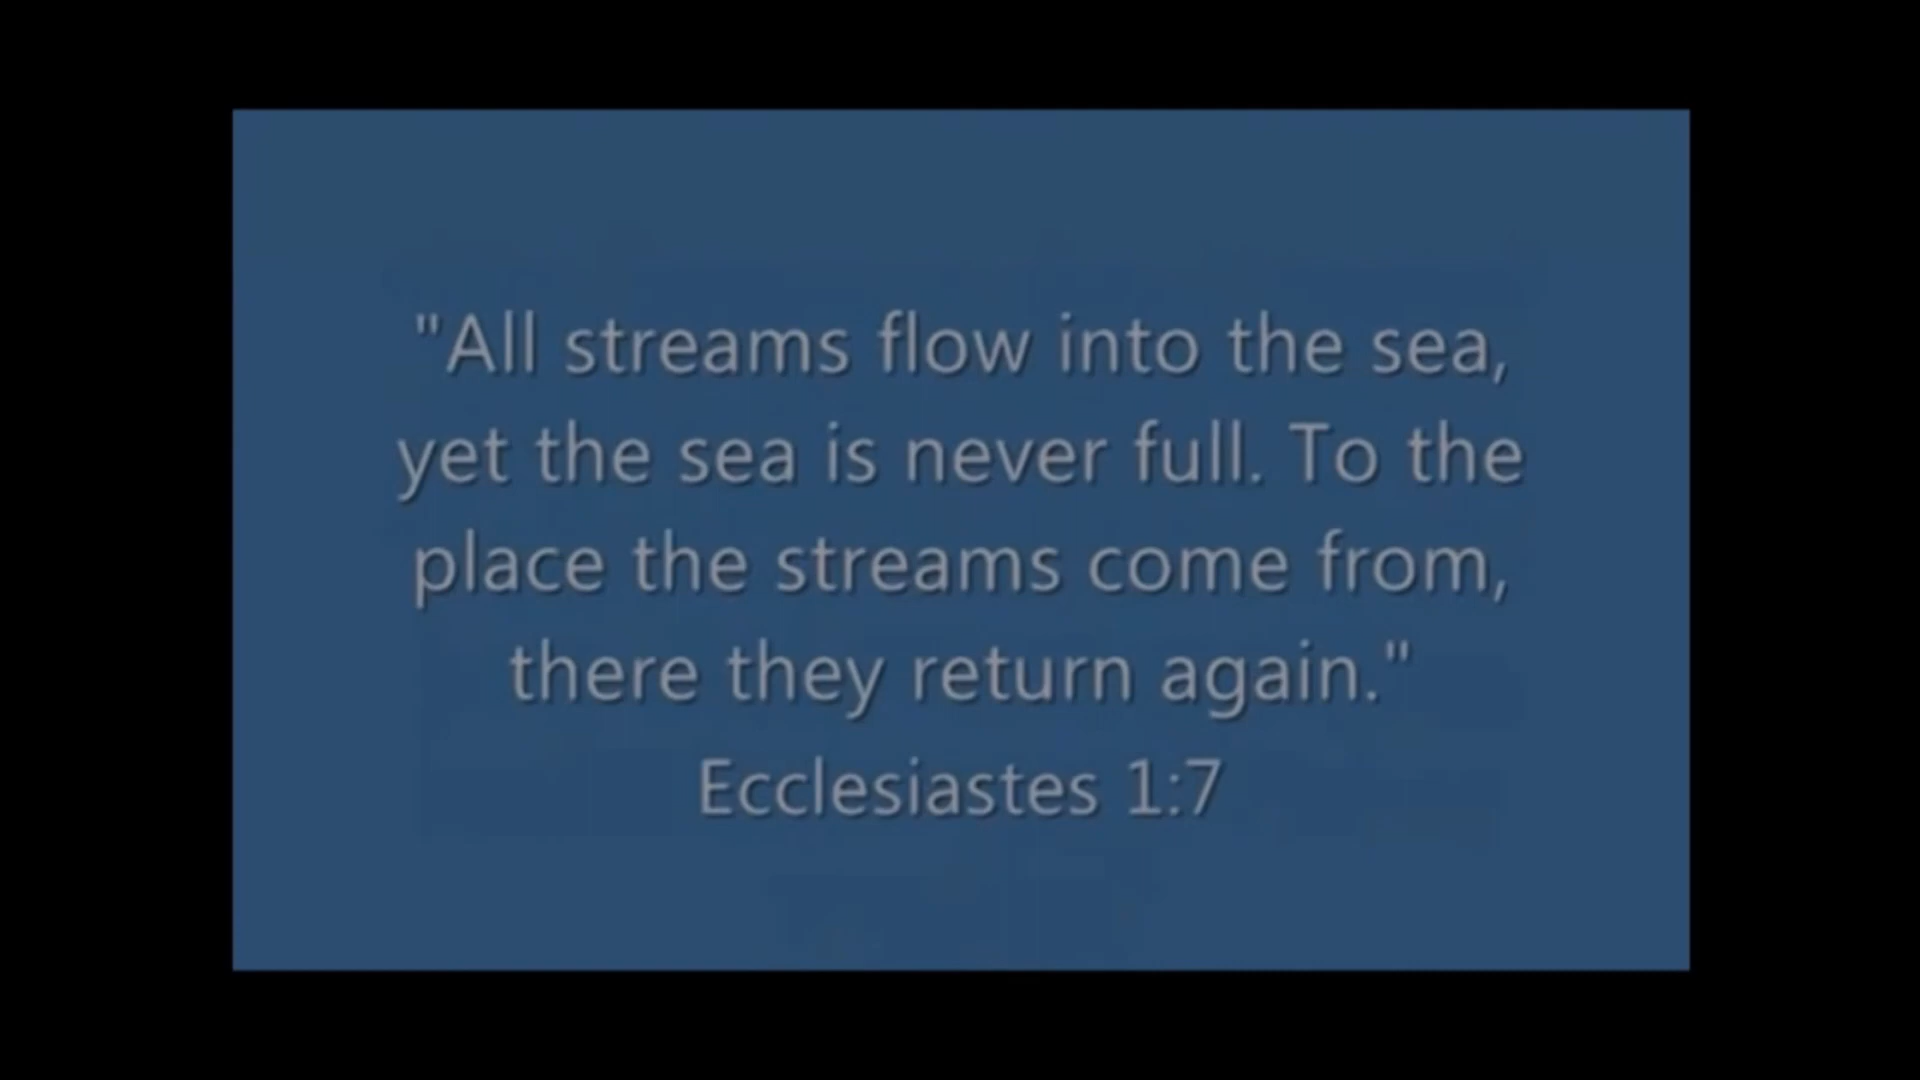 "All streams flow into the sea,
yet the sea is never full. To the
place the streams come from,
there they return again."
Ecclesiastes 1:7